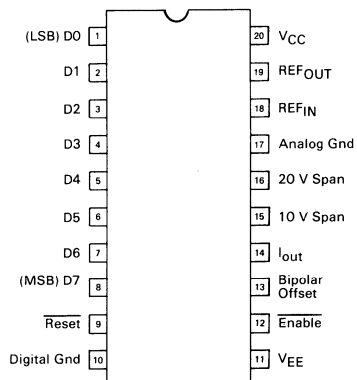 (LSB) D0 1 20 VCC
D1 2 19 REFOUT
D2 3 18 REFIN
D3 4 17 Analog Gnd
D4 5 16 20 V Span
D5 6 15 10 V Span
D6 7 14 Iout
(MSB) D7 8 13 Bipolar
Offset
Reset 9 12 Enable
Digital Gnd 10 11 VEE